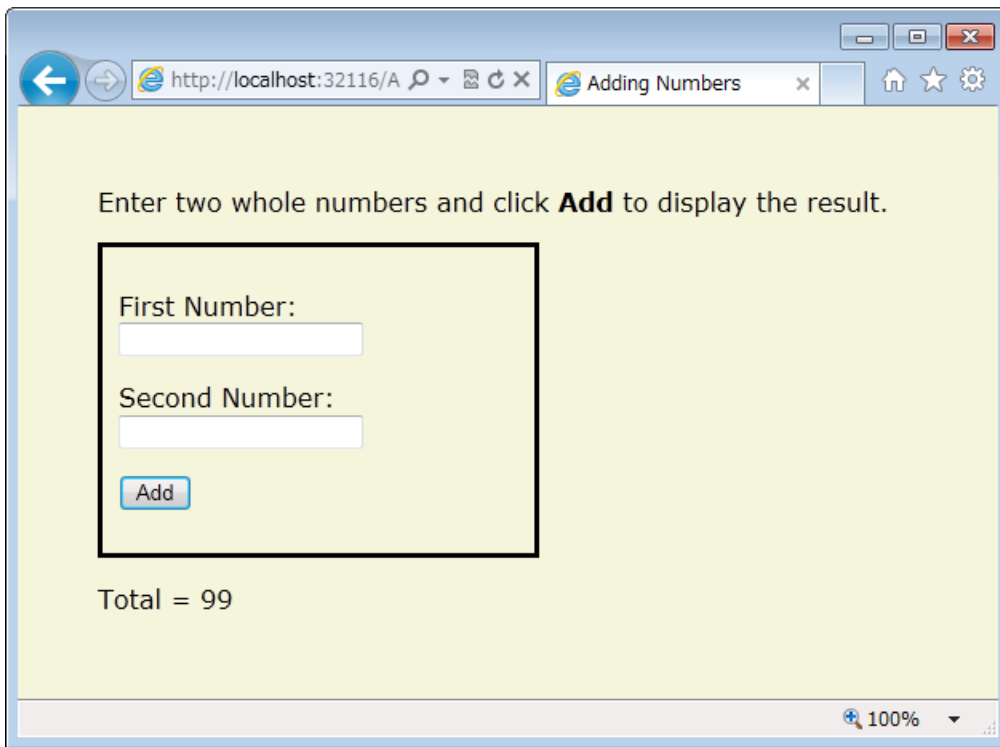 http://localhost:32116/A
Adding Numbers
Enter two whole numbers and click Add to display the result.
First Number:
Second Number:
Add
Total = 99
100%